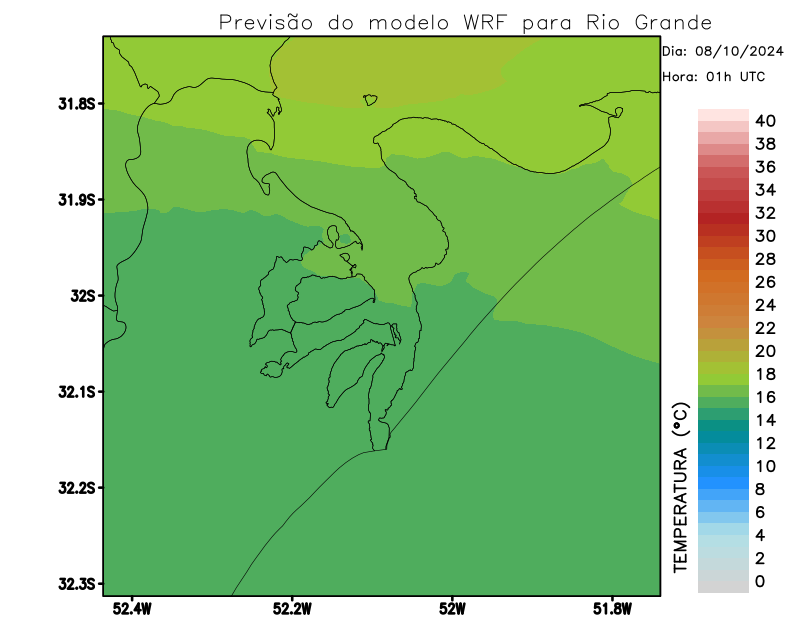 Previsão do modelo WRF para Rio Grande
Dia: 08/10/2024
Hora: 01h UTC
31.8S
31.9S
32S
32.1S
32.2S
32.3S
52.4W
52.2W
52W
51.8W
TEMPERATURA (°C)
40
38
36
34
32
30
28
26
24
22
20
18
16
14
12
10
8
6
4
2
0